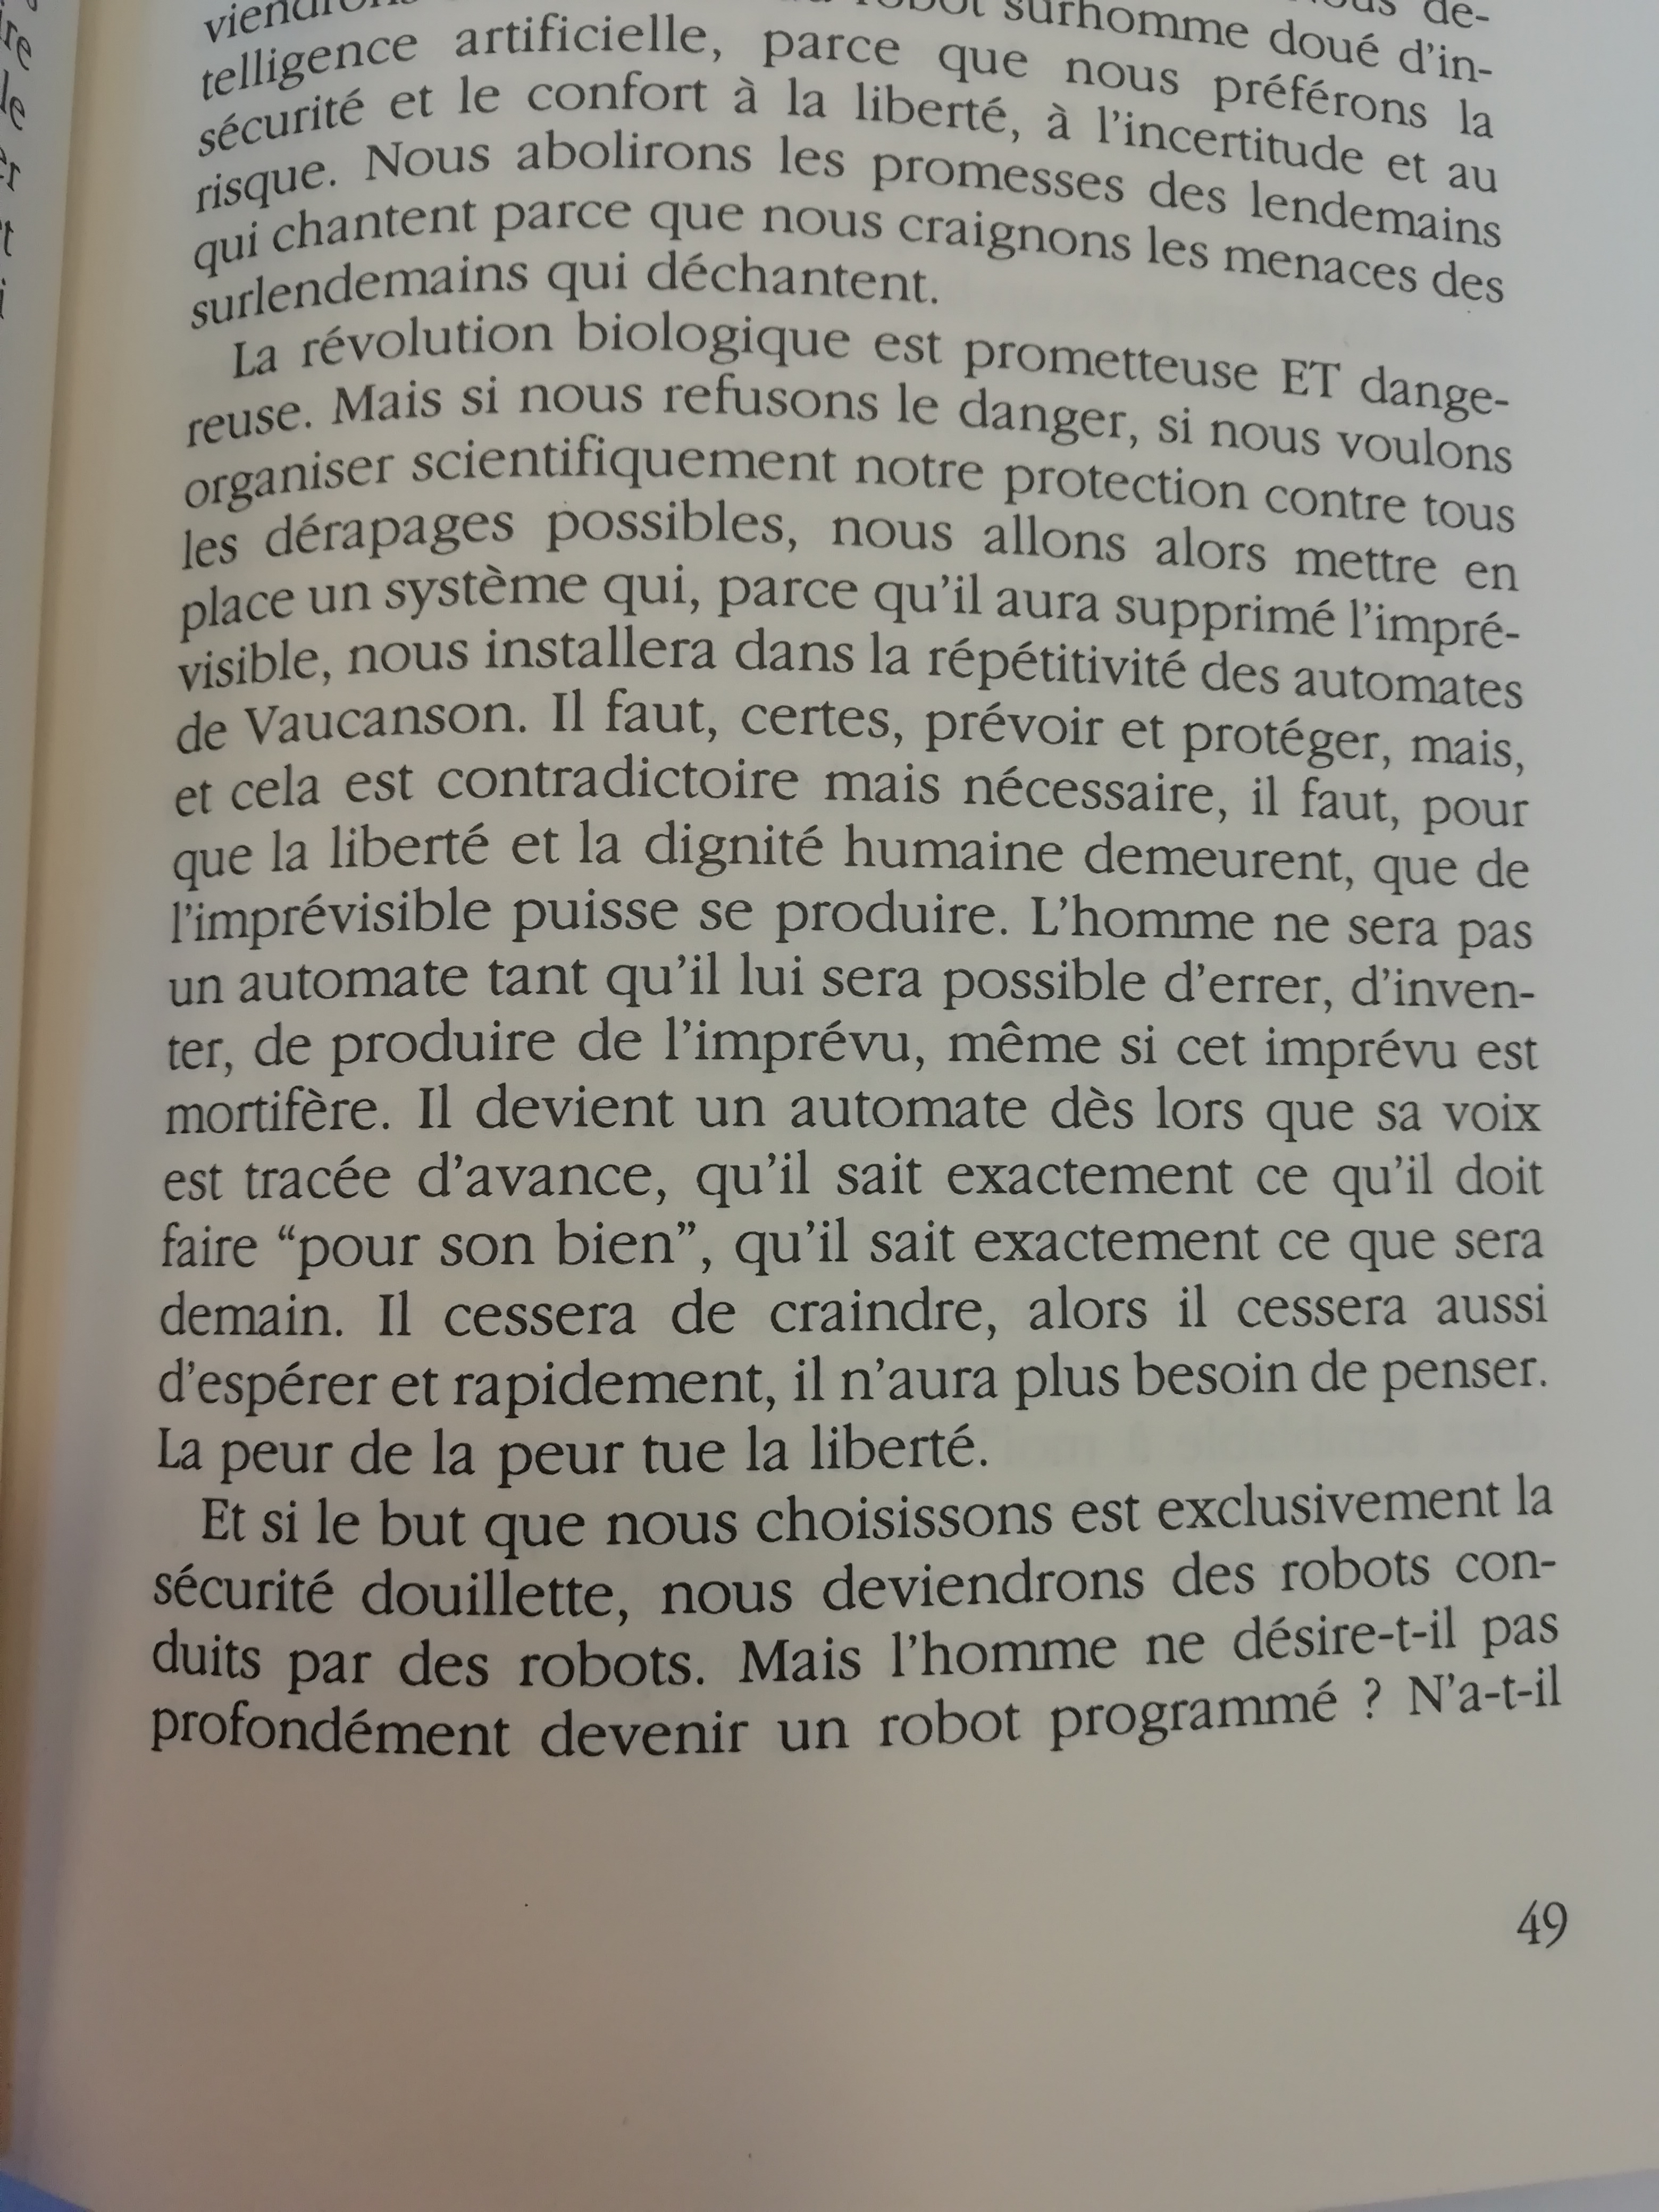 surhomme doué d'in-
telligence artificielle, parce que nous préférons la
sécurité et le confort à la liberté, à l'incertitude et au
risque. Nous abolirons les promesses des lendemains
qui chantent parce que nous craignons les menaces des
surlendemains qui déchantent.
La révolution biologique est prometteuse ET dange-
reuse. Mais si nous refusons le danger, si nous voulons
organiser scientifiquement notre protection contre tous
les dérapages possibles, nous allons alors mettre en
place un système qui, parce qu'il aura supprimé l'impré-
visible, nous installera dans la répétitivité des automates
de Vaucanson. Il faut, certes, prévoir et protéger, mais,
et cela est contradictoire mais nécessaire, il faut, pour
que la liberté et la dignité humaine demeurent, que de
l'imprévisible puisse se produire. L'homme ne sera pas
un automate tant qu'il lui sera possible d'errer, d'inven-
ter, de produire de l'imprévu, même si cet imprévu est
mortifère. Il devient un automate dès lors que sa voix
est tracée d'avance, qu'il sait exactement ce qu'il doit
faire “pour son bien”, qu'il sait exactement ce que sera
demain. Il cessera de craindre, alors il cessera aussi
d'espérer et rapidement, il n'aura plus besoin de penser.
La peur de la peur tue la liberté.
Et si le but que nous choisissons est exclusivement la
sécurité douillette, nous deviendrons des robots con-
duits par des robots. Mais l'homme ne désire-t-il pas
profondément devenir un robot programmé ? N'a-t-il
49